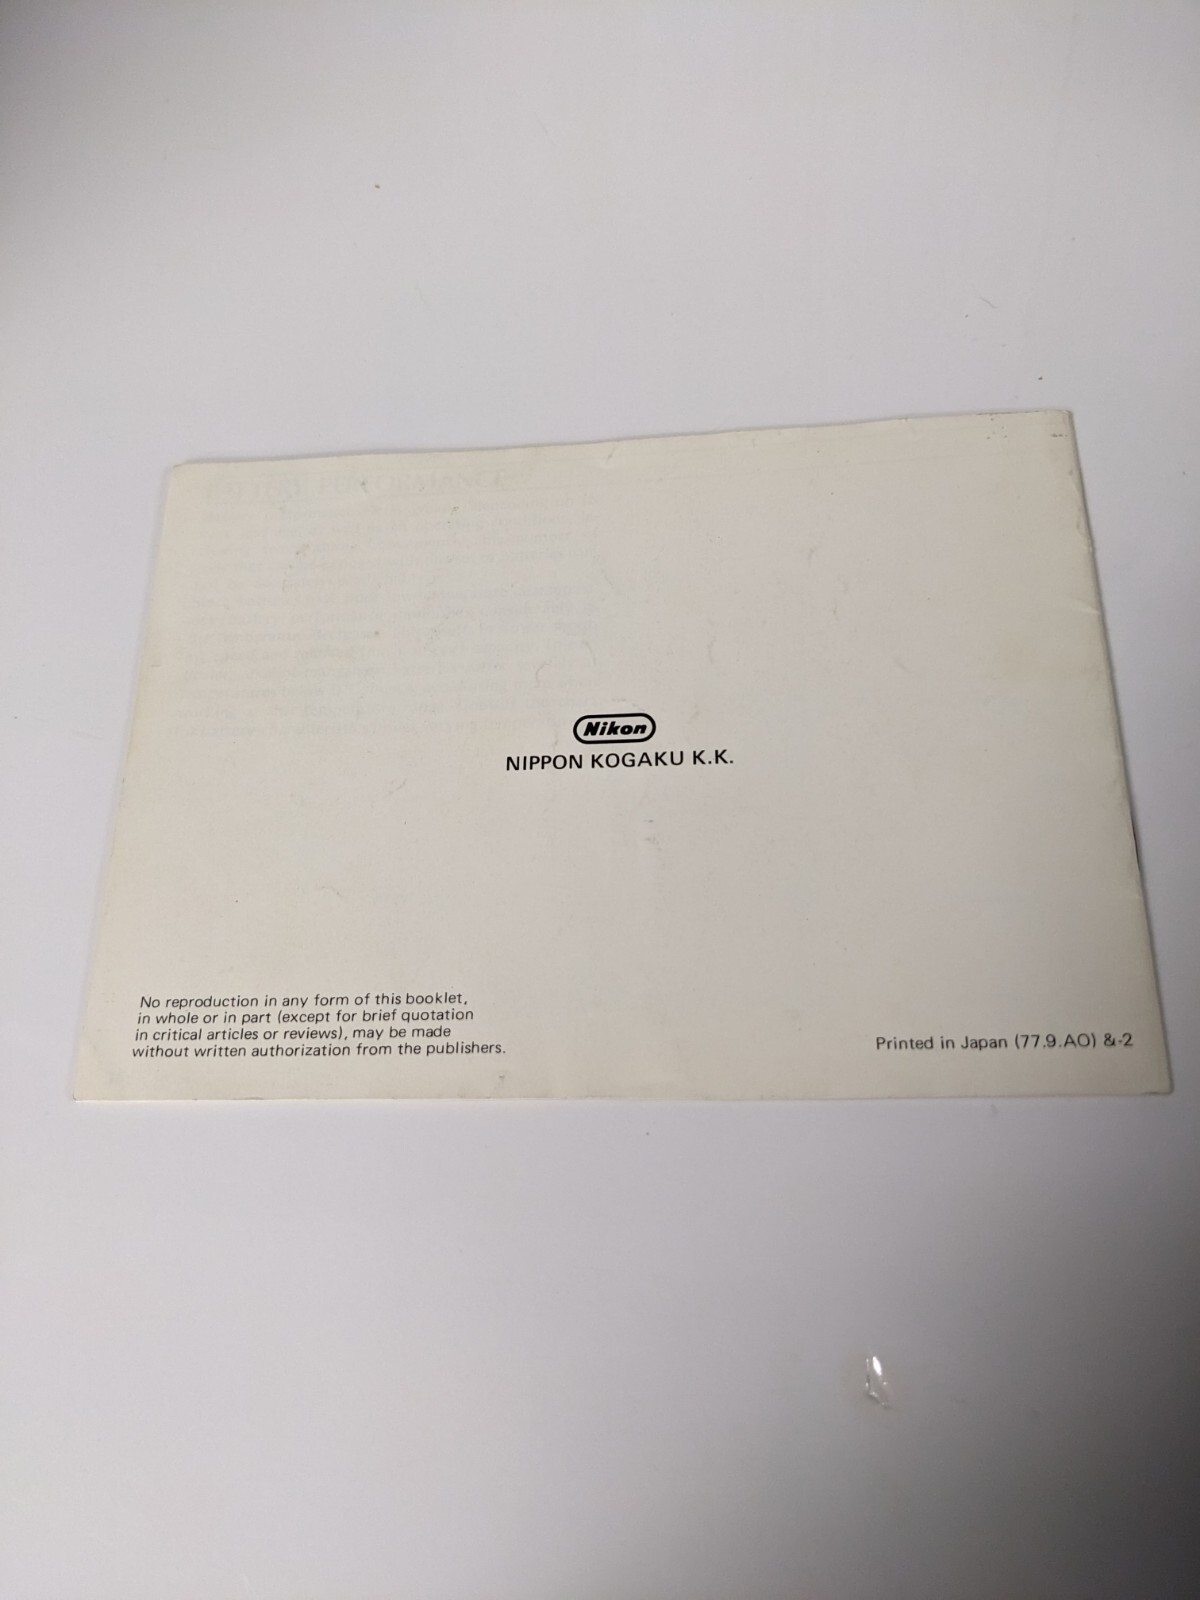 Nikon
NIPPON KOGAKU K.K.
No reproduction in any form of this booklet,
in whole or in part (except for brief quotation
in critical articles or reviews), may be made
without written authorization from the publishers.
Printed in Japan (77.9.AO) &-2